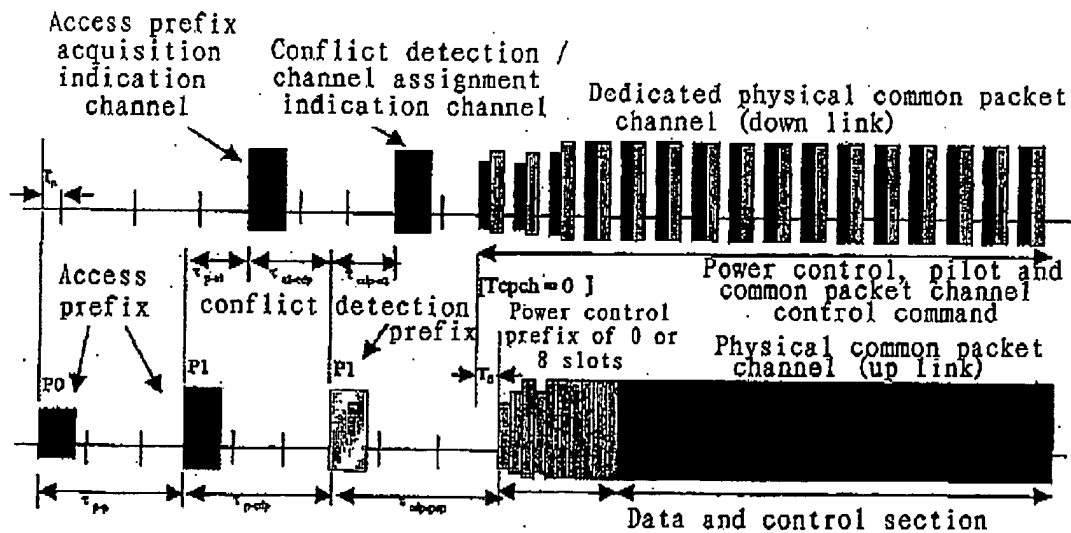 Access prefix
acquisition
indication
channel
Conflict detection /
channel assignment
indication channel
Dedicated physical common packet
channel (down link)
Access
prefix
conflict
detection
prefix
[Tcpch=0 ]
Power control
prefix of 0 or
8 slots
Power control, pilot and
common packet channel
control command
Physical common packet
channel (up link)
P0
P1
P1
τ p-p
Data and control section